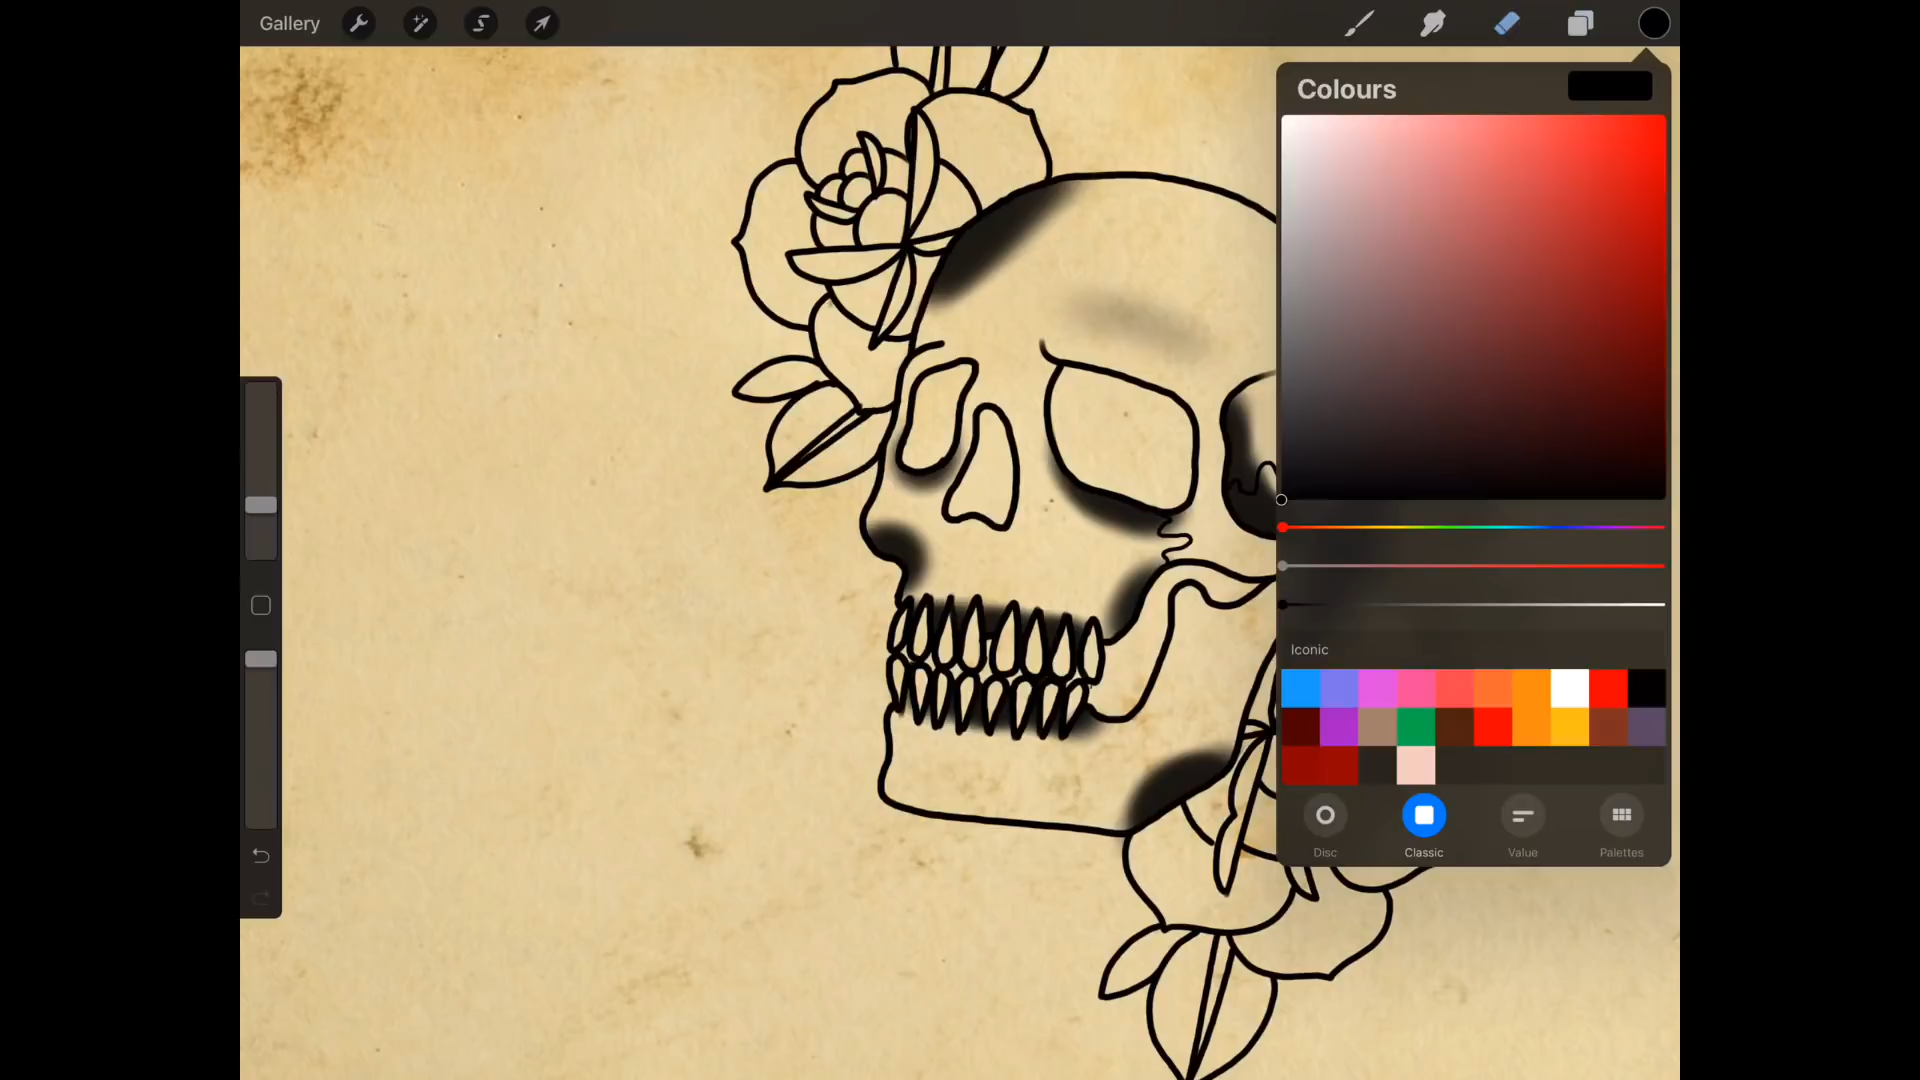 Gallery
Colours
Iconic
Disc
Classic
Value
Palettes